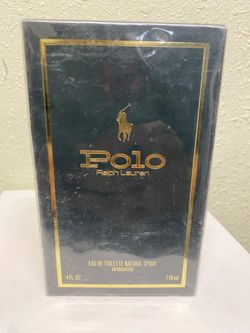 Polo
Ralph Lauren
EAU DE TOILETTE NATURAL SPRAY
VAPORISATEUR
4 FL. OZ.
118 ml